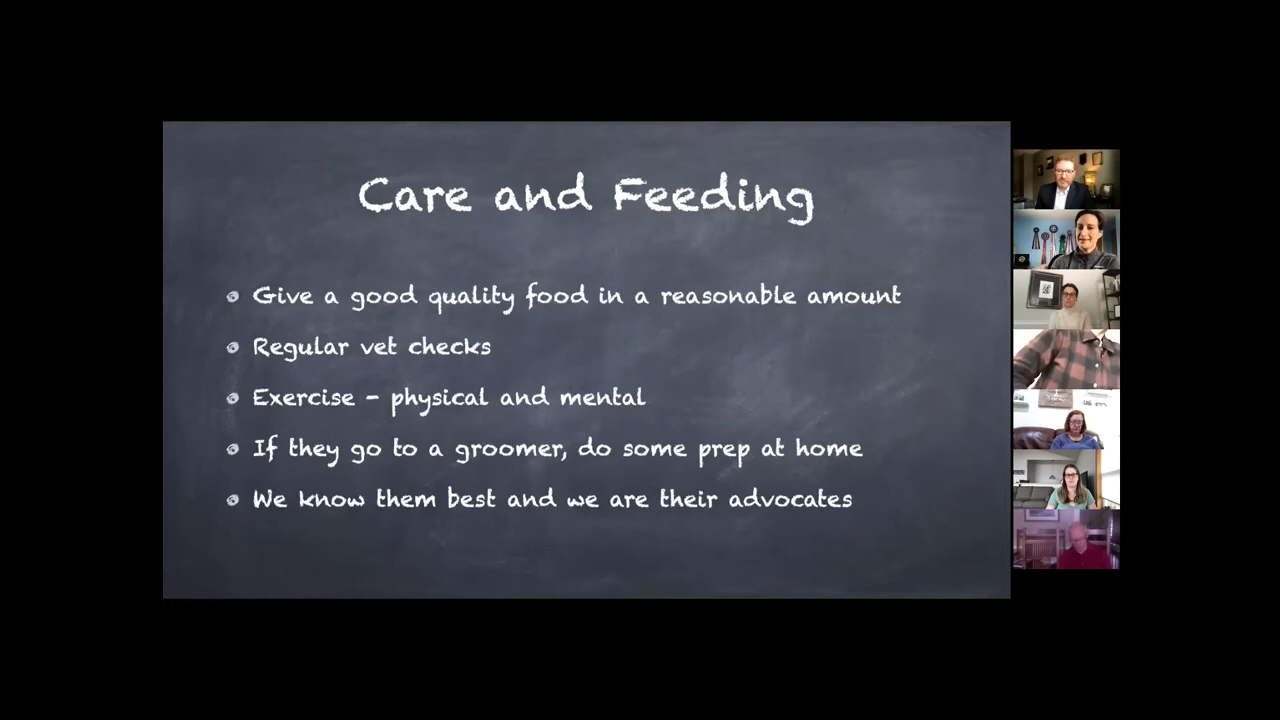 Care and Feeding
Give a good quality food in a reasonable amount
Regular vet checks
Exercise - physical and mental
If they go to a groomer, do some prep at home
We know them best and we are their advocates